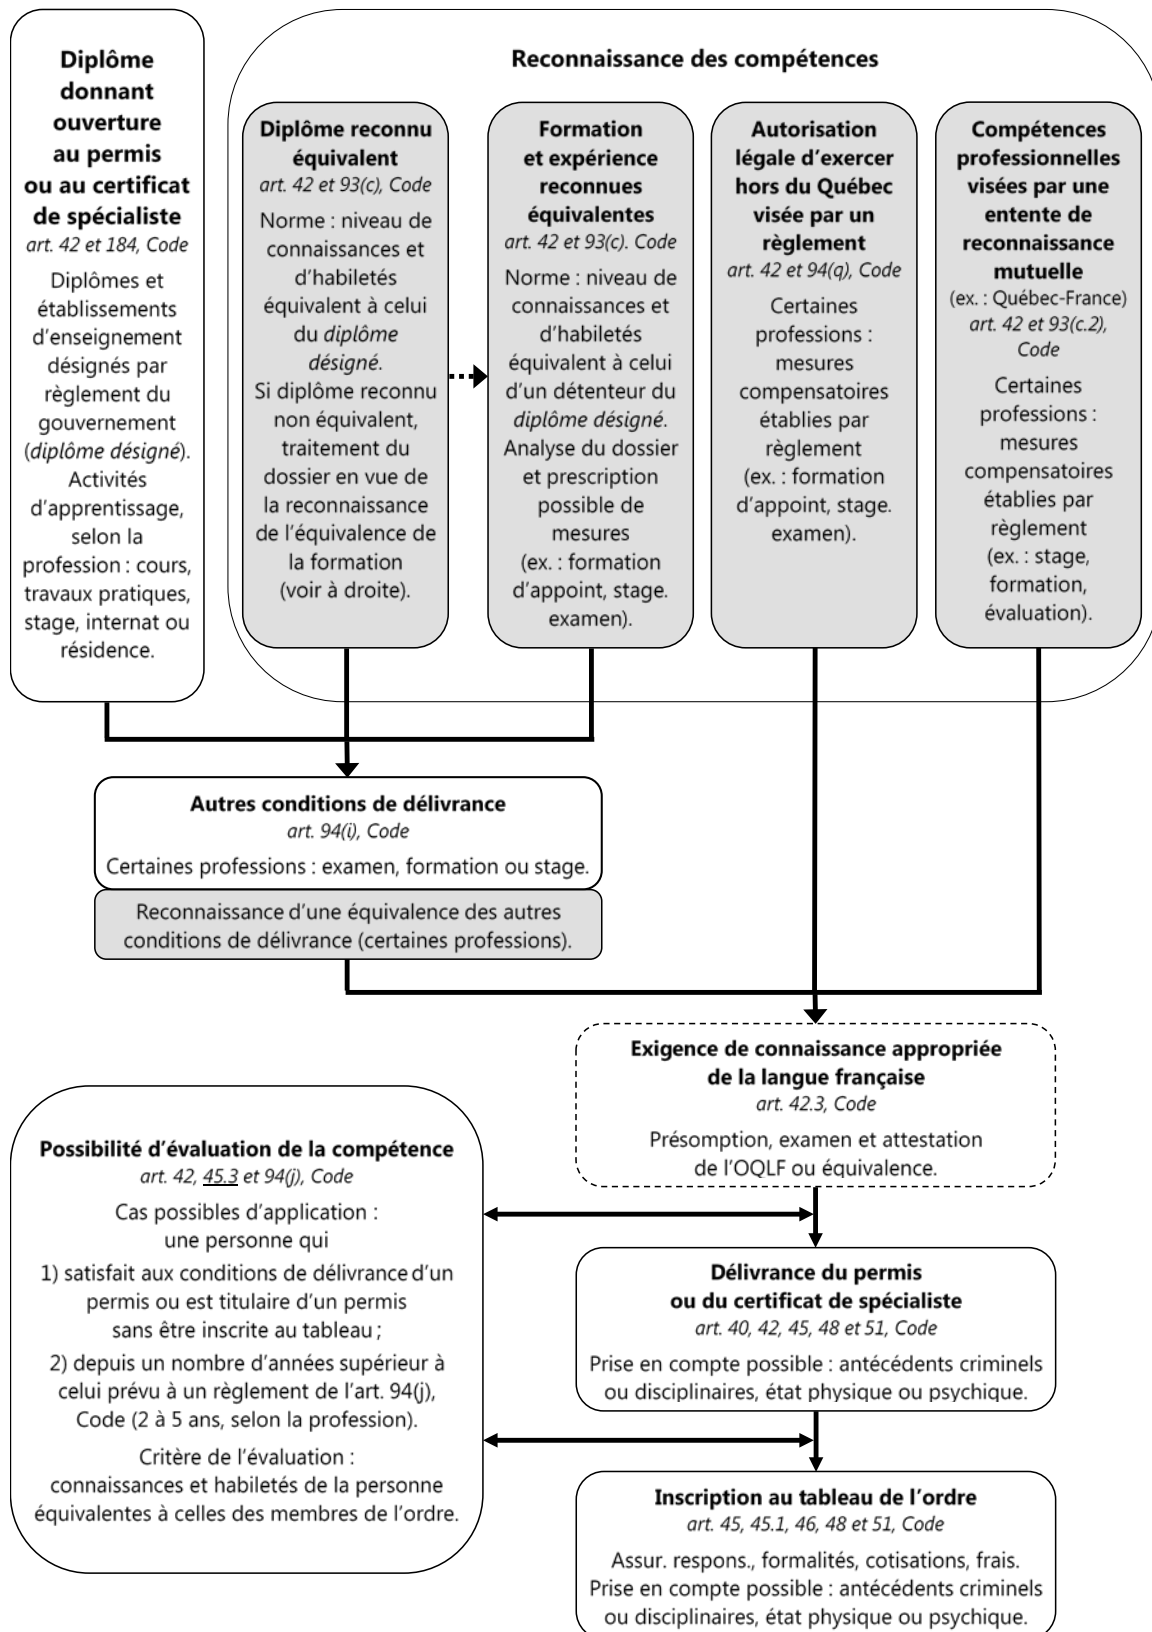 Diplôme
donnant
ouverture
au permis
ou au certificat
de spécialiste
art. 42 et 184, Code
Diplômes et
établissements
d'enseignement
désignés par
règlement du
gouvernement
(diplôme désigné).
Activités
d'apprentissage,
selon la
profession : cours,
travaux pratiques,
stage, internat ou
résidence.
Reconnaissance des compétences
Diplôme reconnu
équivalent
art. 42 et 93(c), Code
Norme : niveau de
connaissances et
d'habiletés
équivalent à celui
du diplôme
désigné.
Si diplôme reconnu
non équivalent,
traitement du
dossier en vue de
la reconnaissance
de l'équivalence de
la formation
(voir à droite).
Formation
et expérience
reconnues
équivalentes
art. 42 et 93(c). Code
Norme : niveau de
connaissances et
d'habiletés
équivalent à celui
d'un détenteur du
diplôme désigné.
Analyse du dossier
et prescription
possible de
mesures
(ex. : formation
d'appoint, stage.
examen).
Autorisation
légale d'exercer
hors du Québec
visée par un
règlement
art. 42 et 94(q), Code
Certaines
professions :
mesures
compensatoires
établies par
règlement
(ex. : formation
d'appoint, stage.
examen).
Compétences
professionnelles
visées par une
entente de
reconnaissance
mutuelle
(ex. : Québec-France)
art. 42 et 93(c.2),
Code
Certaines
professions :
mesures
compensatoires
établies par
règlement
(ex. : stage,
formation,
évaluation).
Autres conditions de délivrance
art. 94(i), Code
Certaines professions : examen, formation ou stage.
Reconnaissance d'une équivalence des autres
conditions de délivrance (certaines professions).
Exigence de connaissance appropriée
de la langue française
art. 42.3, Code
Présomption, examen et attestation
de l'OQLF ou équivalence.
Possibilité d'évaluation de la compétence
art. 42, 45.3 et 94(j), Code
Cas possibles d'application :
une personne qui
1) satisfait aux conditions de délivrance d'un
permis ou est titulaire d'un permis
sans être inscrite au tableau ;
2) depuis un nombre d'années supérieur à
celui prévu à un règlement de l'art. 94(j),
Code (2 à 5 ans, selon la profession).
Critère de l'évaluation :
connaissances et habiletés de la personne
équivalentes à celles des membres de l'ordre.
Délivrance du permis
ou du certificat de spécialiste
art. 40, 42, 45, 48 et 51, Code
Prise en compte possible : antécédents criminels
ou disciplinaires, état physique ou psychique.
Inscription au tableau de l'ordre
art. 45, 45.1, 46, 48 et 51, Code
Assur. respons., formalités, cotisations, frais.
Prise en compte possible : antécédents criminels
ou disciplinaires, état physique ou psychique.